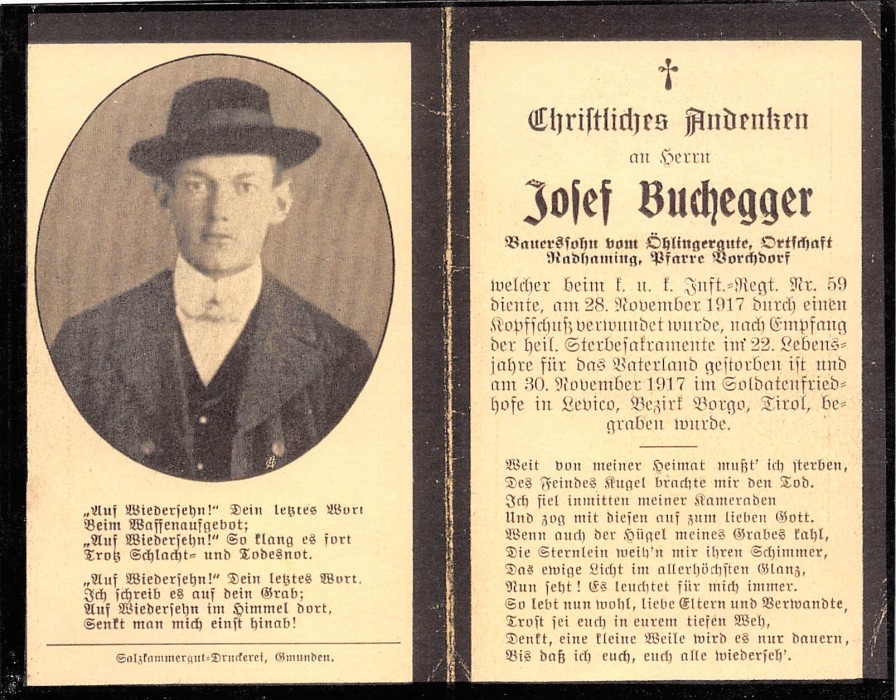 „Auf Wiedersehn!" Dein letztes Wort
Beim Waffenaufgebot;
„Auf Wiedersehn!" So klang es fort
Trotz Schlacht- und Todesnot.
„Auf Wiedersehn!" Dein letztes Wort,
Ich schreib es auf dein Grab;
Auf Wiedersehn im Himmel dort,
Senkt man mich einst hinab!
Salzkammergut-Druckerei, Gmunden.
Christliches Andenken
an Herrn
Josef Buchegger
Bauerssohn vom Öhlingergute, Ortschaft
Radhaming, Pfarre Vorchdorf
welcher beim k. u. k. Inft.-Regt. Nr. 59
diente, am 28. November 1917 durch einen
Kopfschuß verwundet wurde, nach Empfang
der heil. Sterbesakramente im 22. Lebens-
jahre für das Vaterland gestorben ist und
am 30. November 1917 im Soldatenfried-
hofe in Levico, Bezirk Borgo, Tirol, be-
graben wurde.
Weit von meiner Heimat mußt' ich sterben,
Des Feindes Kugel brachte mir den Tod.
Ich fiel inmitten meiner Kameraden
Und zog mit diesen auf zum lieben Gott.
Wenn auch der Hügel meines Grabes kahl,
Die Sternlein weih'n mir ihren Schimmer,
Das ewige Licht im allerhöchsten Glanz,
Nun seht! Es leuchtet für mich immer.
So lebt nun wohl, liebe Eltern und Verwandte,
Trost sei euch in eurem tiefen Weh,
Denkt, eine kleine Weile wird es nur dauern,
Bis daß ich euch, euch alle wiederseh'.